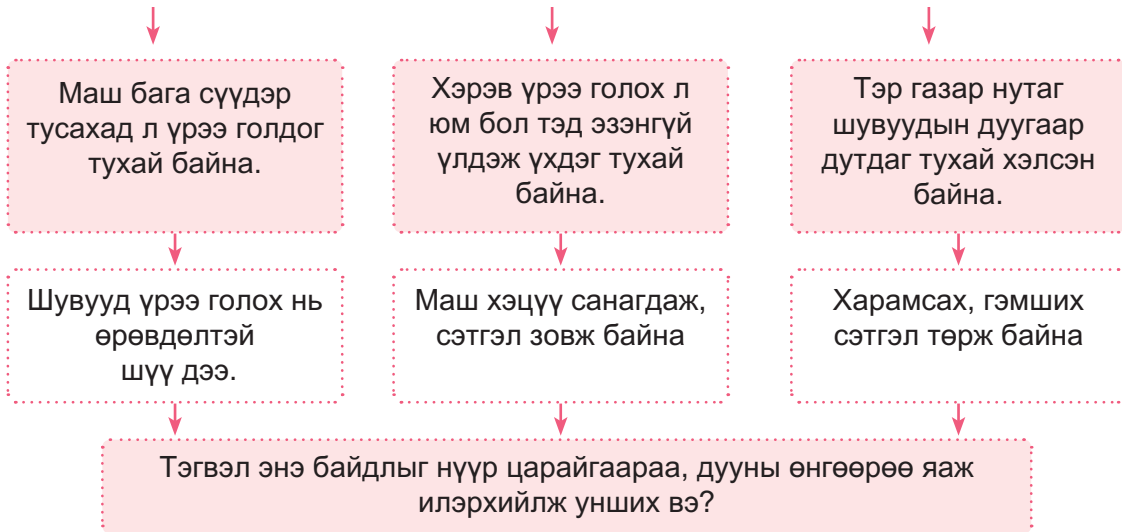 Маш бага сүүдэр
тусахад л үрээ голдог
тухай байна.
Хэрэв үрээ голох л
юм бол тэд эзэнгүй
үлдэж үхдэг тухай
байна.
Тэр газар нутаг
шувуудын дуугаар
дутдаг тухай хэлсэн
байна.
Шувууд үрээ голох нь
өрөвдөлтэй
шүү дээ.
Маш хэцүү санагдаж,
сэтгэл зовж байна
Харамсах, гэмших
сэтгэл төрж байна
Тэгвэл энэ байдлыг нүүр царайгаараа, дууны өнгөөрөө яаж
илэрхийлж унших вэ?